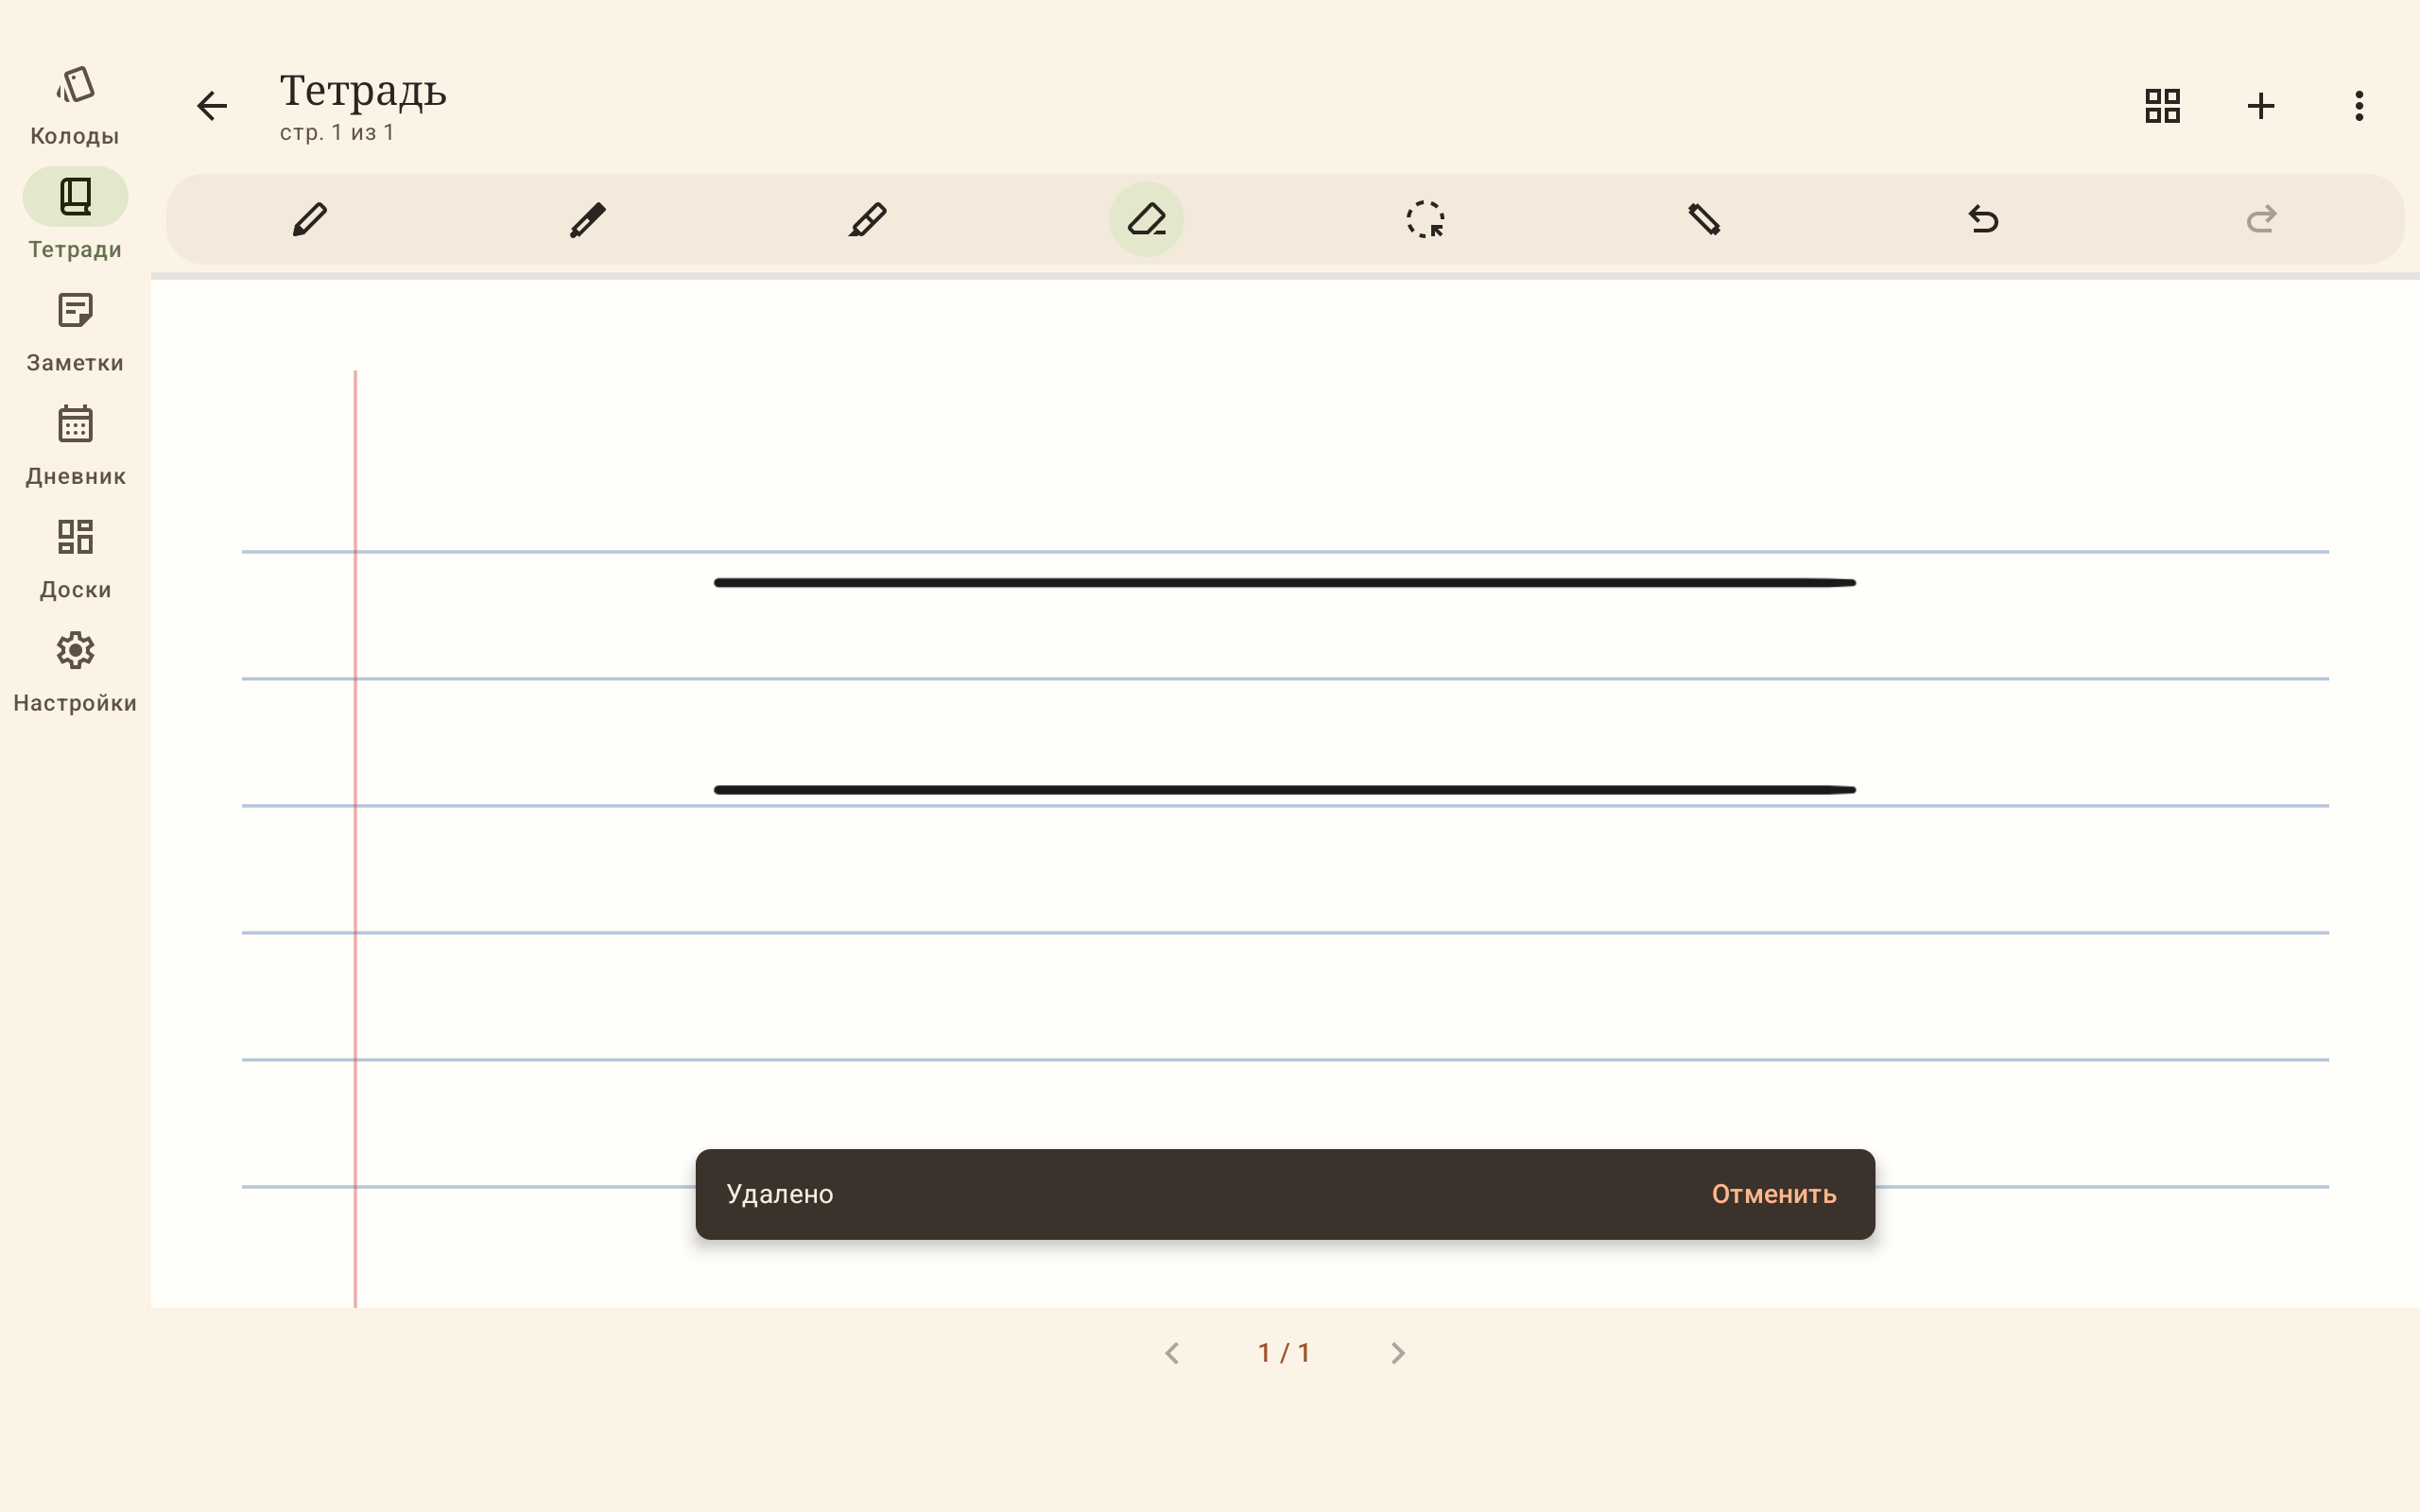 Колоды
Тетради
Заметки
Дневник
Доски
Настройки
Тетрадь
стр. 1 из 1
Удалено
Отменить
1 / 1